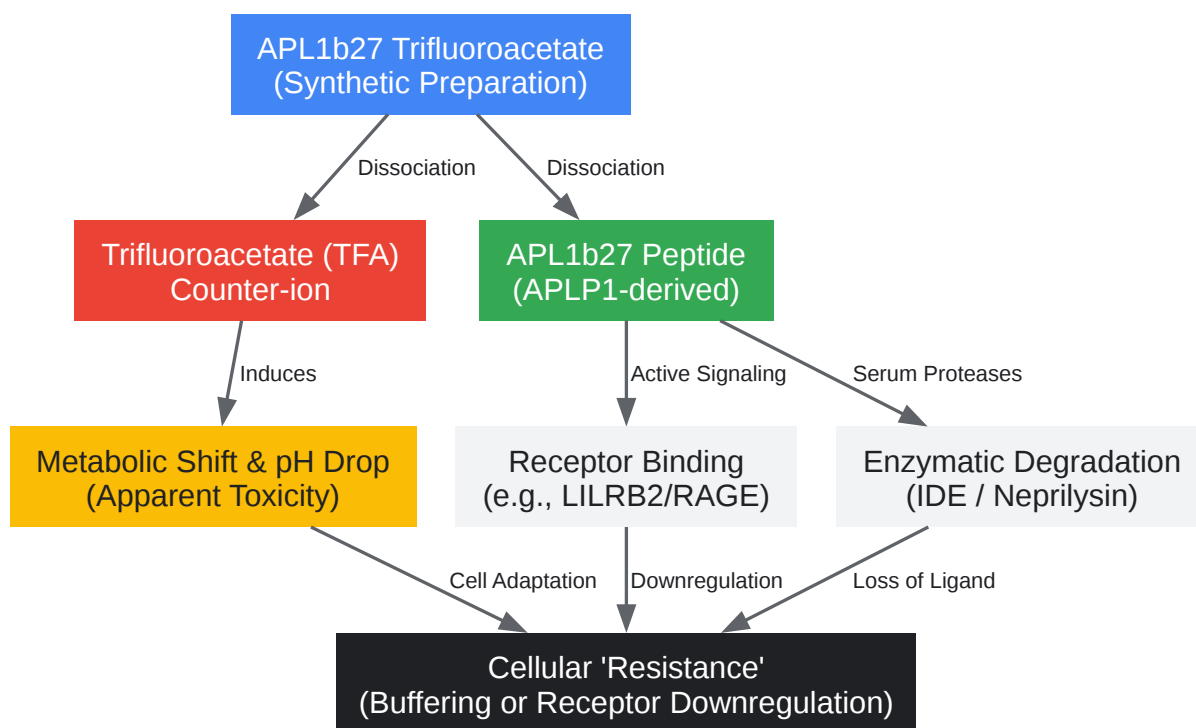 APL1b27 Trifluoroacetate
(Synthetic Preparation)
Dissociation
Dissociation
Trifluoroacetate (TFA)
Counter-ion
APL1b27 Peptide
(APLP1-derived)
Induces
Active Signaling
Serum Proteases
Metabolic Shift & pH Drop
(Apparent Toxicity)
Receptor Binding
(e.g., LILRB2/RAGE)
Enzymatic Degradation
(IDE / Neprilysin)
Cell Adaptation
Downregulation
Loss of Ligand
Cellular 'Resistance'
(Buffering or Receptor Downregulation)